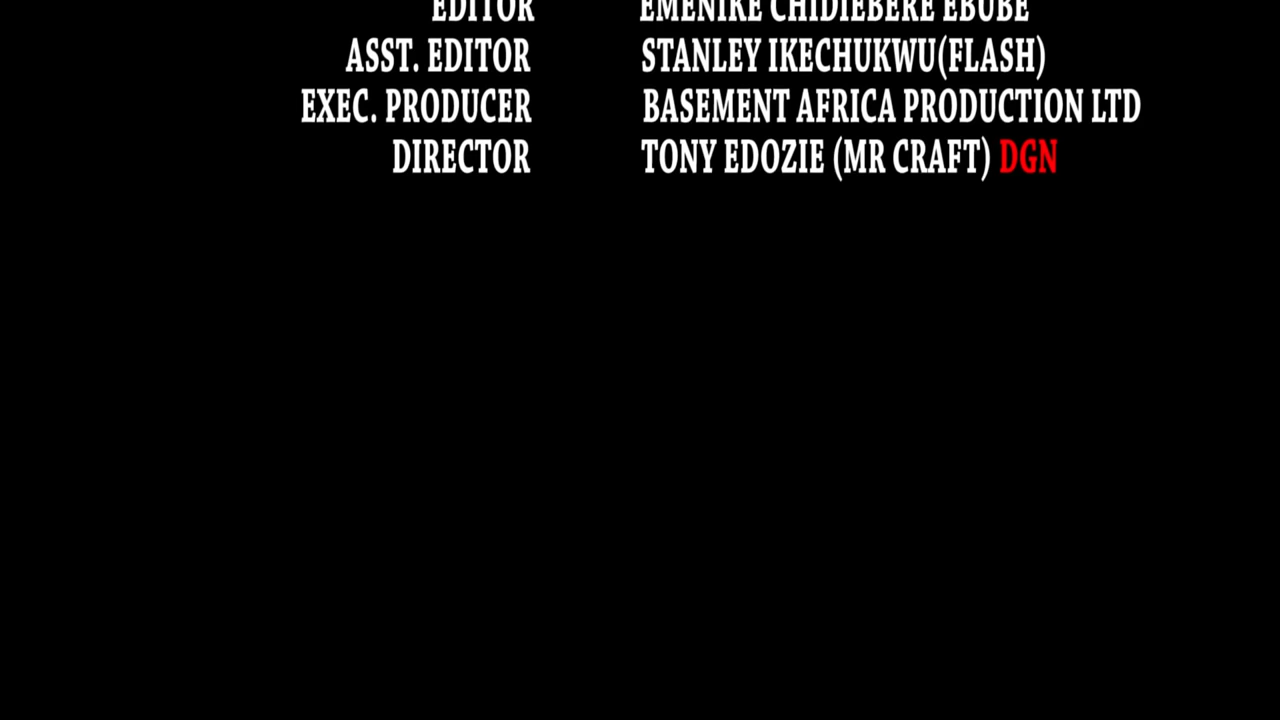 EDITOR EMENIKE CHIDIEBERE EBUBE
ASST. EDITOR STANLEY IKECHUKWU(FLASH)
EXEC. PRODUCER BASEMENT AFRICA PRODUCTION LTD
DIRECTOR TONY EDOZIE (MR CRAFT) DGN